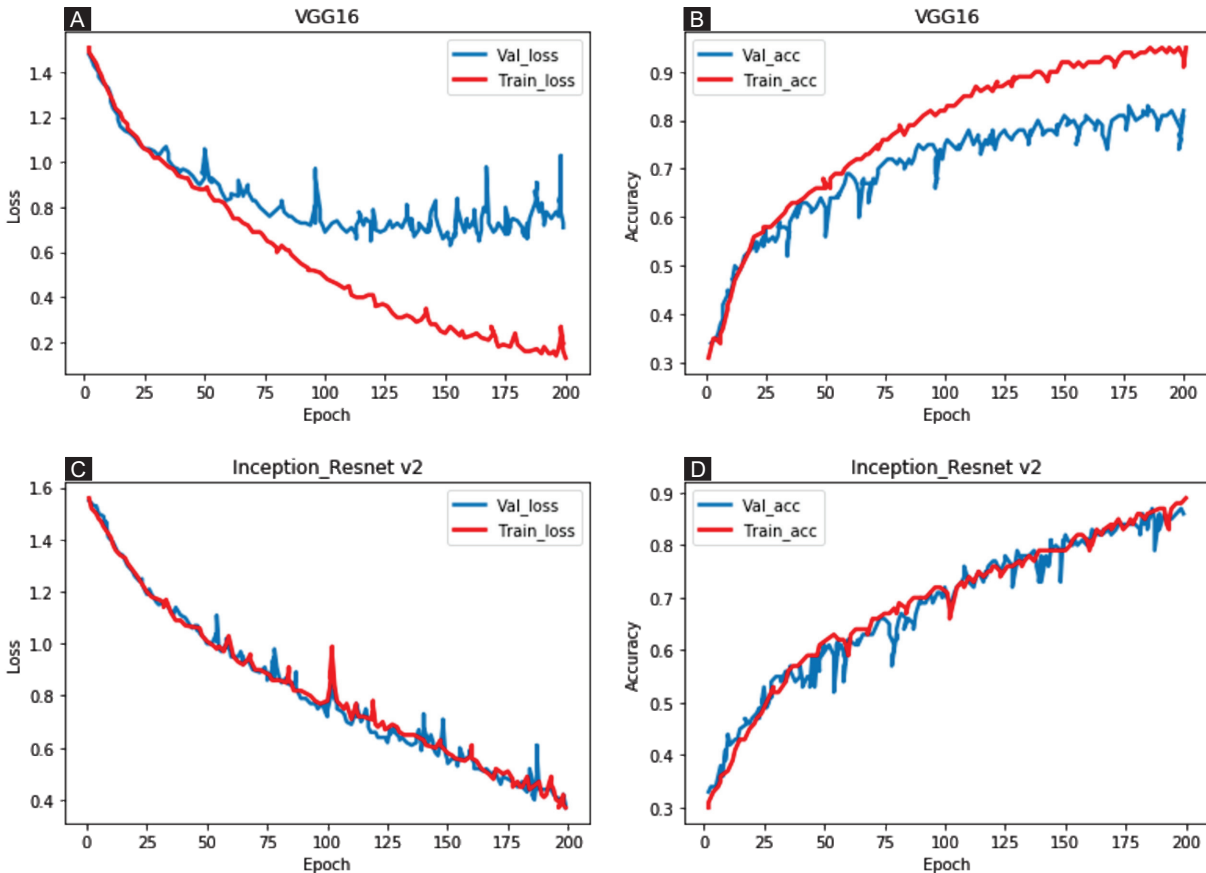 A
VGG16
Val_loss
Train_loss
Loss
1.4
1.2
1.0
0.8
0.6
0.4
0.2
0 25 50 75 100 125 150 175 200
Epoch
B
VGG16
Val_acc
Train_acc
Accuracy
0.9
0.8
0.7
0.6
0.5
0.4
0.3
0 25 50 75 100 125 150 175 200
Epoch
C
Inception_Resnet v2
Val_loss
Train_loss
Loss
1.6
1.4
1.2
1.0
0.8
0.6
0.4
0 25 50 75 100 125 150 175 200
Epoch
D
Inception_Resnet v2
Val_acc
Train_acc
Accuracy
0.9
0.8
0.7
0.6
0.5
0.4
0.3
0 25 50 75 100 125 150 175 200
Epoch